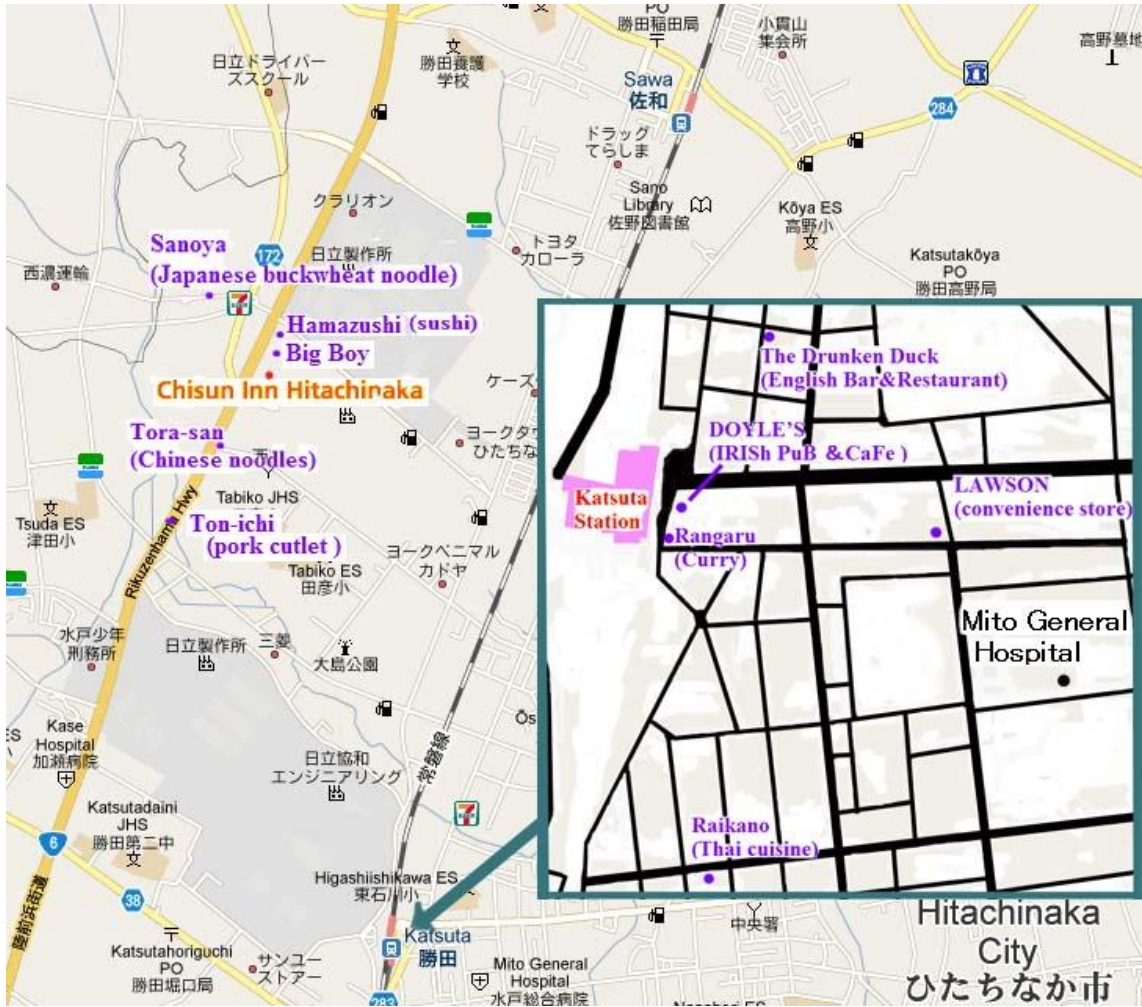 PO
勝田稲田局
小貫山
集会所
高野墓地
日立ドライバー
ズスクール
勝田養護
学校
Sawa
佐和
284
ドラッグ
てらしま
クラリオン
Sano
Library
佐野図書館
Kōya ES
高野小
Sanoya
(Japanese buckwheat noodle)
172
日立製作所
トヨタ
カローラ
西濃運輸
Katsutakōya
PO
勝田高野局
7
Hamazushi (sushi)
Big Boy
Chisun Inn Hitachinaka
ケーズ
The Drunken Duck
(English Bar&Restaurant)
Tora-san
(Chinese noodles)
西
ヨークタウ
ひたちな
DOYLE'S
(IRISh PuB &CaFe )
Katsuta
Station
LAWSON
(convenience store)
Tabiko JHS
Tsuda ES
津田小
Rikuzenhama Hwy
Ton-ichi
(pork cutlet )
Rangaru
(Curry)
Tabiko ES
田彦小
ヨークベニマル
カドヤ
Mito General
Hospital
水戸少年
刑務所
日立製作所
三菱
大島公園
Kase
Hospital
加瀬病院
ES
Ōs
日立協和
エンジニアリング
常磐線
Katsutadaini
JHS
勝田第二中
7
Raikano
(Thai cuisine)
6
38
Higashiishikawa ES
東石川小
陸前浜街道
Katsuta
勝田
中央署
Hitachinaka
City
ひたちなか市
Katsutahoriguchi
PO
勝田堀口局
サンユー
ストアー
Mito General
Hospital
水戸総合病院
283